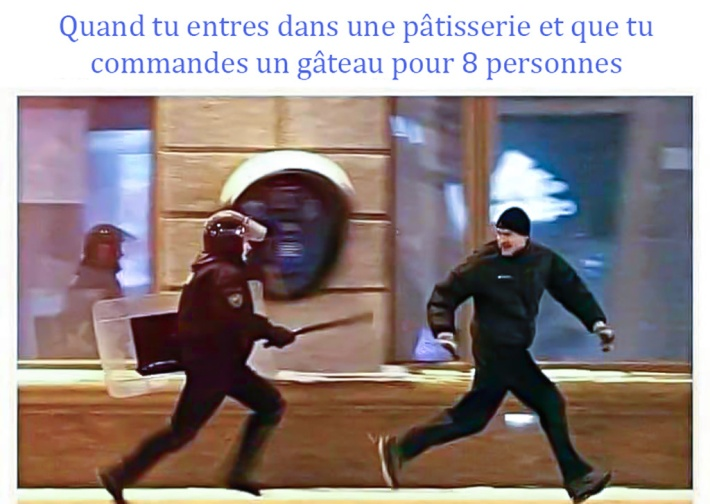 Quand tu entres dans une pâtisserie et que tu
commandes un gâteau pour 8 personnes